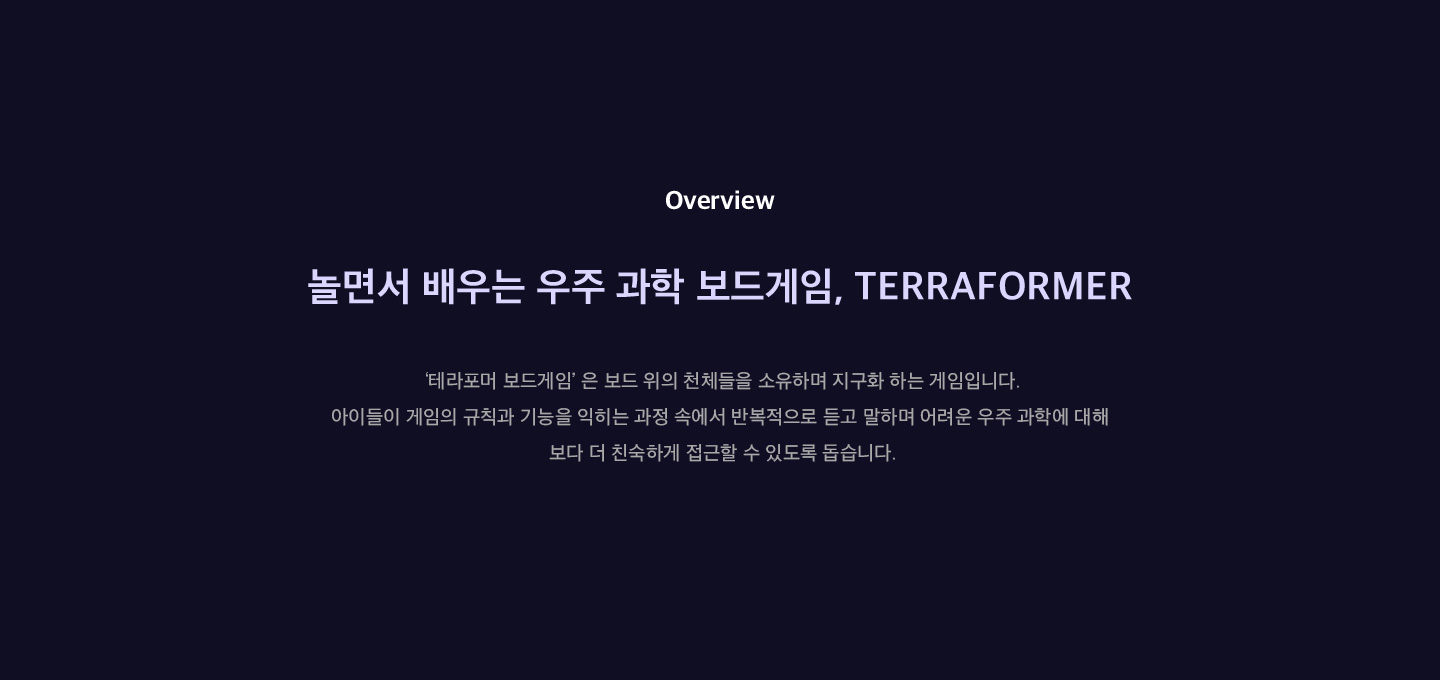 Overview
놀면서 배우는 우주 과학 보드게임, TERRAFORMER
‘테라포머 보드게임’ 은 보드 위의 천체들을 소유하며 지구화 하는 게임입니다.
아이들이 게임의 규칙과 기능을 익히는 과정 속에서 반복적으로 듣고 말하며 어려운 우주 과학에 대해
보다 더 친숙하게 접근할 수 있도록 돕습니다.